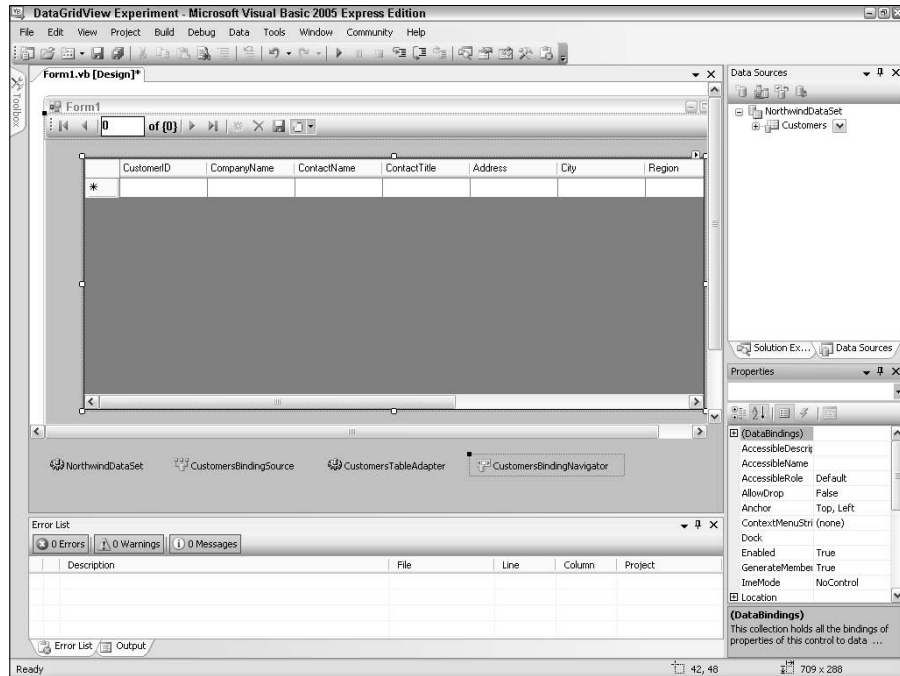 DataGridView Experiment - Microsoft Visual Basic 2005 Express Edition
File Edit View Project Build Debug Data Tools Window Community Help
Toolbox
Form1.vb [Design]*
Form1
0 of {0}
CustomerID CompanyName ContactName ContactTitle Address City Region
NorthwindDataSet CustomersBindingSource CustomersTableAdapter CustomersBindingNavigator
Error List
0 Errors 0 Warnings 0 Messages
Description File Line Column Project
Error List Output
Data Sources
NorthwindDataSet
Customers
Solution Ex... Data Sources
Properties
(DataBindings)
AccessibleDescrip
AccessibleName
AccessibleRole Default
AllowDrop False
Anchor Top, Left
ContextMenuStri (none)
Dock
Enabled True
GenerateMember True
ImeMode NoControl
Location
(DataBindings)
This collection holds all the bindings of
properties of this control to data ...
Ready 42, 48 709 x 288